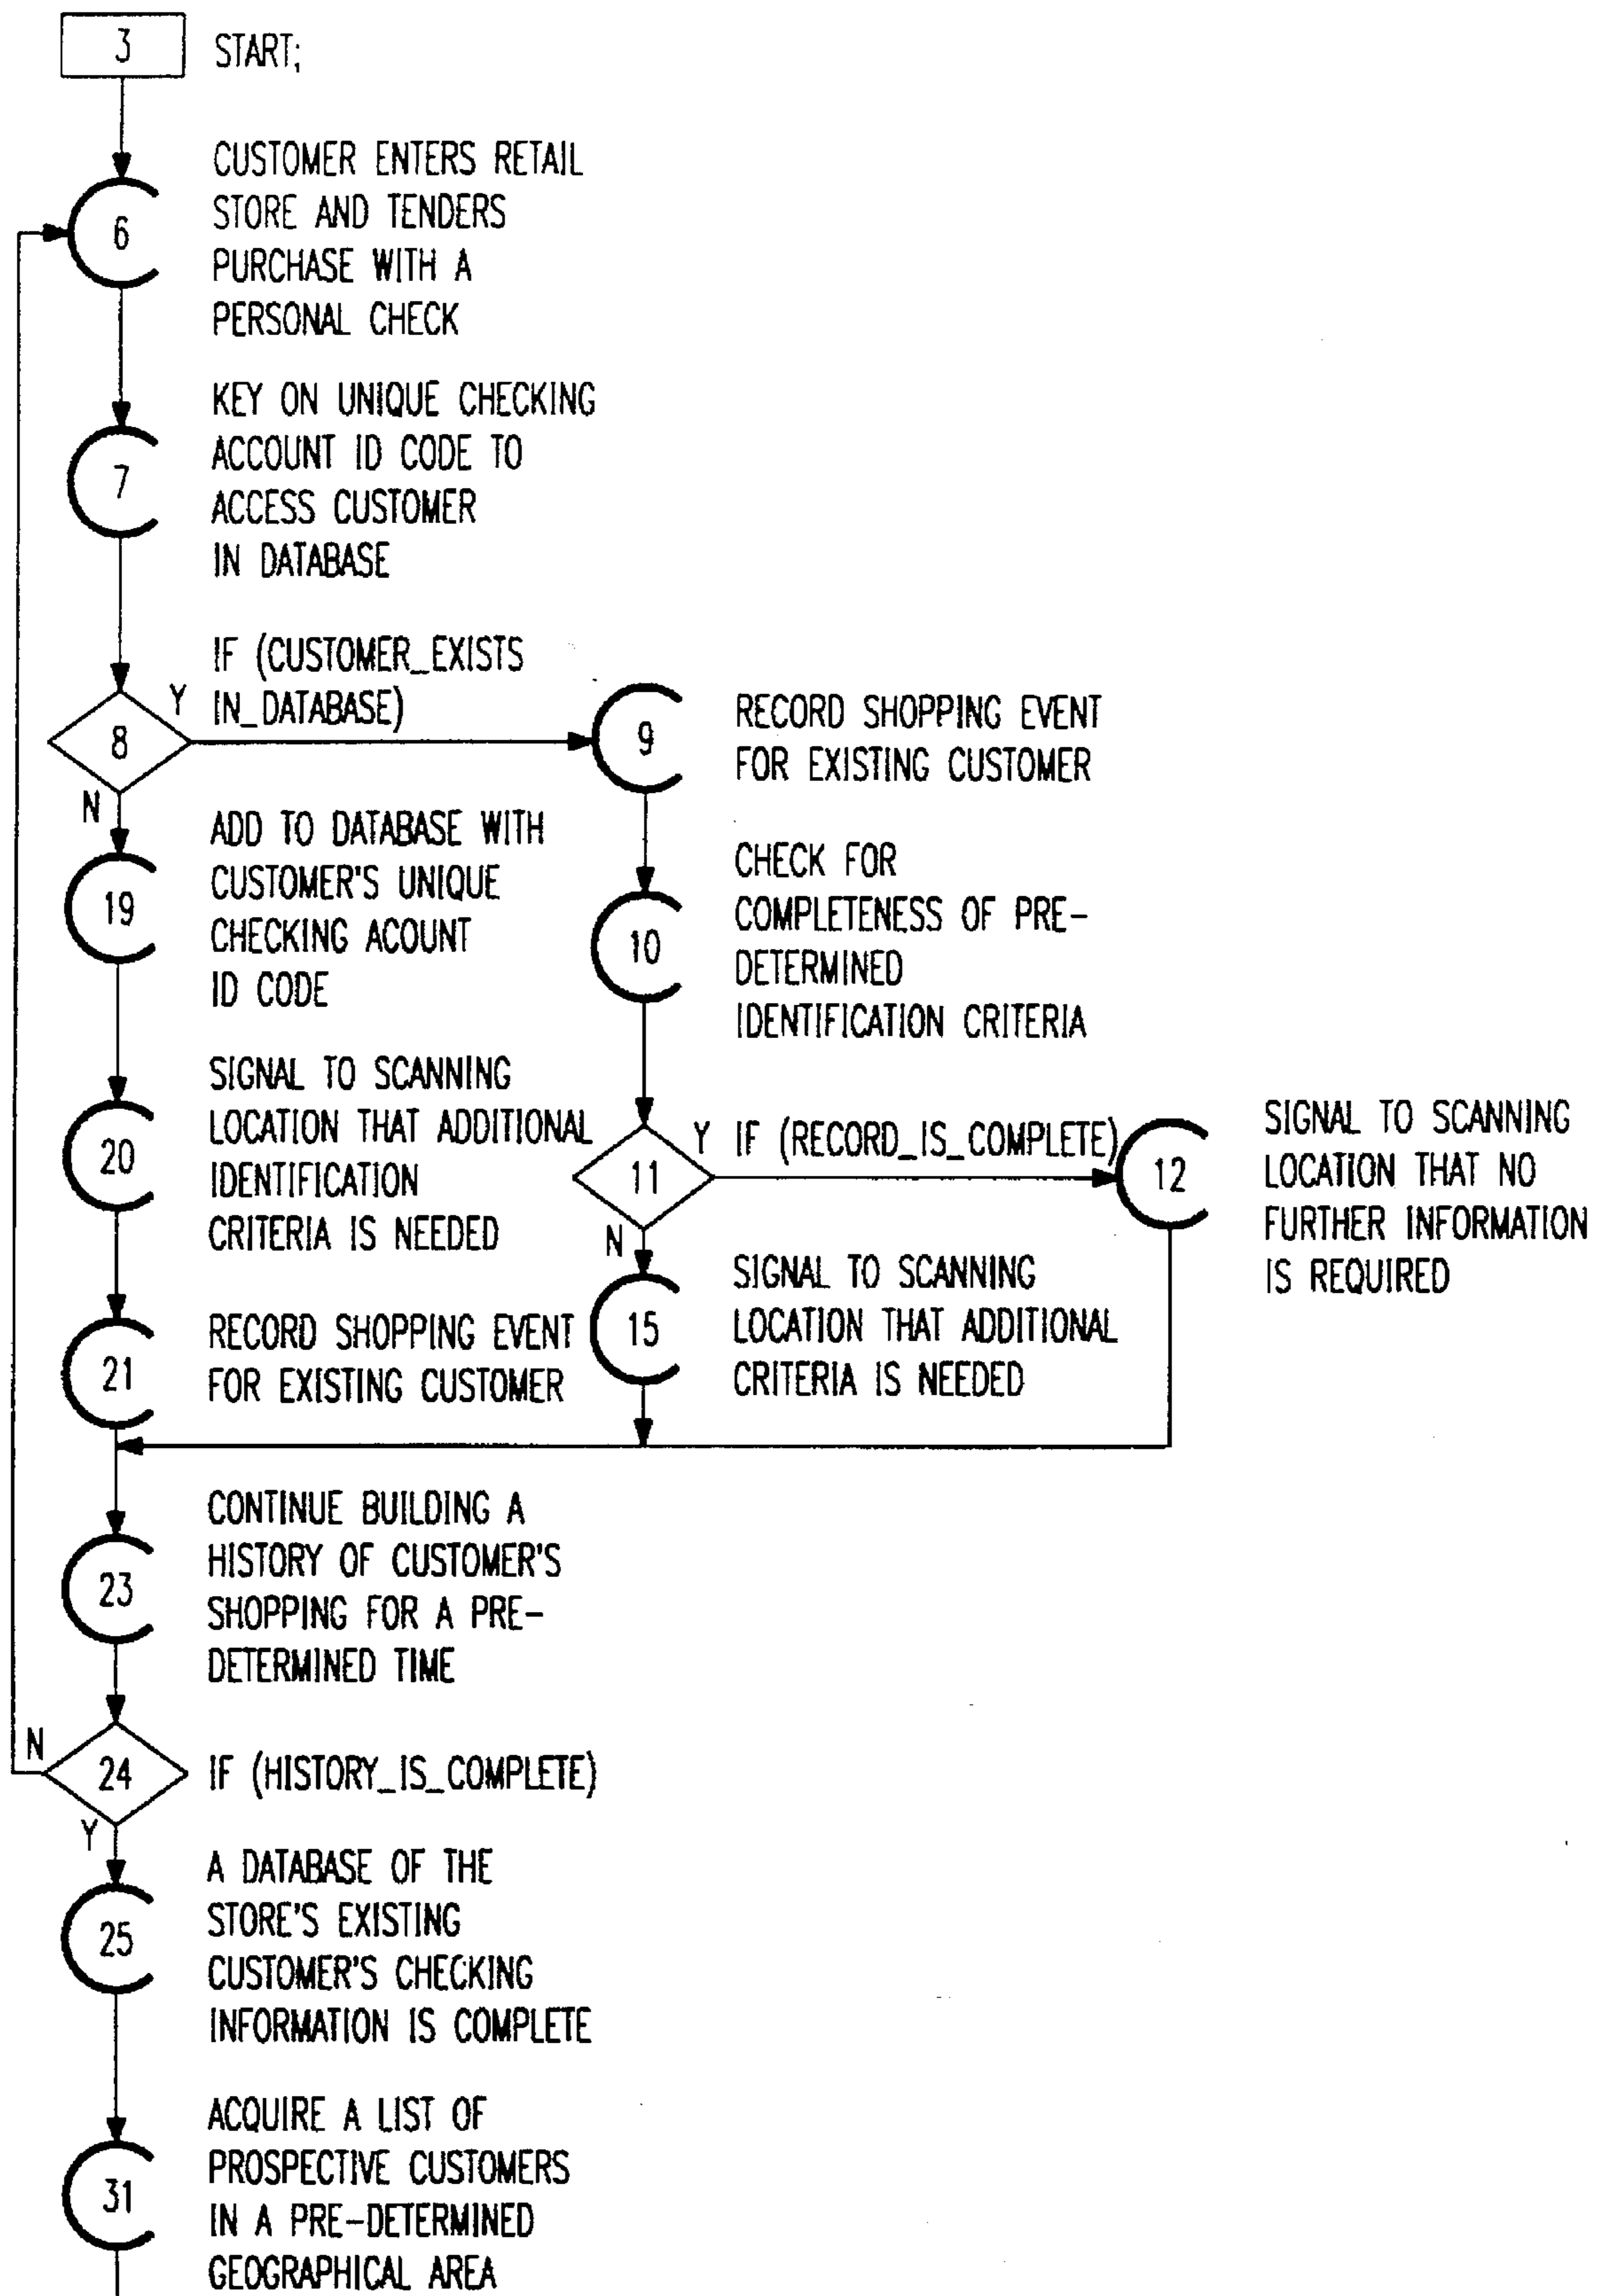 3 START;
CUSTOMER ENTERS RETAIL
STORE AND TENDERS
6
PURCHASE WITH A
PERSONAL CHECK
KEY ON UNIQUE CHECKING
ACCOUNT ID CODE TO
7
ACCESS CUSTOMER
IN DATABASE
IF (CUSTOMER_EXISTS
Y IN_DATABASE)
8
N
9
RECORD SHOPPING EVENT
FOR EXISTING CUSTOMER
ADD TO DATABASE WITH
CUSTOMER'S UNIQUE
19
CHECKING ACOUNT
ID CODE
CHECK FOR
COMPLETENESS OF PRE-
10
DETERMINED
IDENTIFICATION CRITERIA
SIGNAL TO SCANNING
LOCATION THAT ADDITIONAL
20
IDENTIFICATION
CRITERIA IS NEEDED
Y IF (RECORD_IS_COMPLETE)
11
N
12
SIGNAL TO SCANNING
LOCATION THAT NO
FURTHER INFORMATION
IS REQUIRED
SIGNAL TO SCANNING
15
LOCATION THAT ADDITIONAL
CRITERIA IS NEEDED
21
RECORD SHOPPING EVENT
FOR EXISTING CUSTOMER
CONTINUE BUILDING A
HISTORY OF CUSTOMER'S
23
SHOPPING FOR A PRE-
DETERMINED TIME
N
24 IF (HISTORY_IS_COMPLETE)
Y
A DATABASE OF THE
STORE'S EXISTING
25
CUSTOMER'S CHECKING
INFORMATION IS COMPLETE
ACQUIRE A LIST OF
PROSPECTIVE CUSTOMERS
31
IN A PRE-DETERMINED
GEOGRAPHICAL AREA